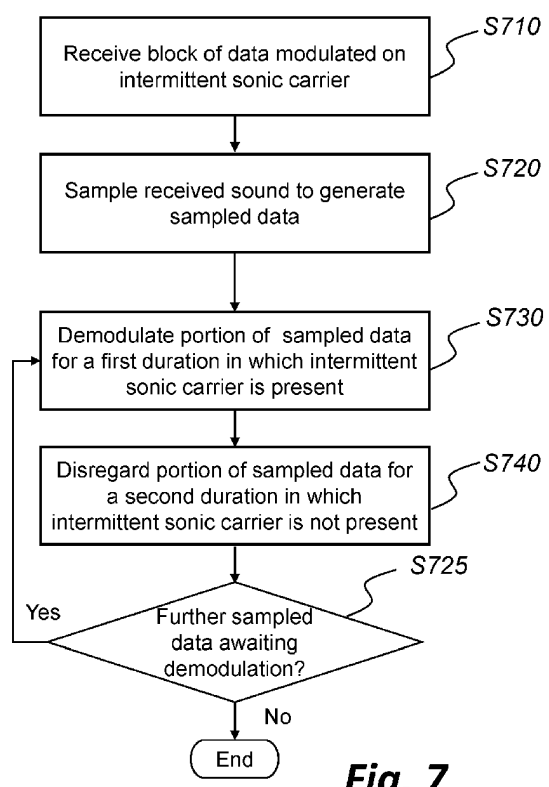 S710
Receive block of data modulated on
intermittent sonic carrier
S720
Sample received sound to generate
sampled data
S730
Demodulate portion of sampled data
for a first duration in which intermittent
sonic carrier is present
S740
Disregard portion of sampled data for
a second duration in which
intermittent sonic carrier is not present
S725
Yes
Further sampled
data awaiting
demodulation?
No
End
Fig. 7